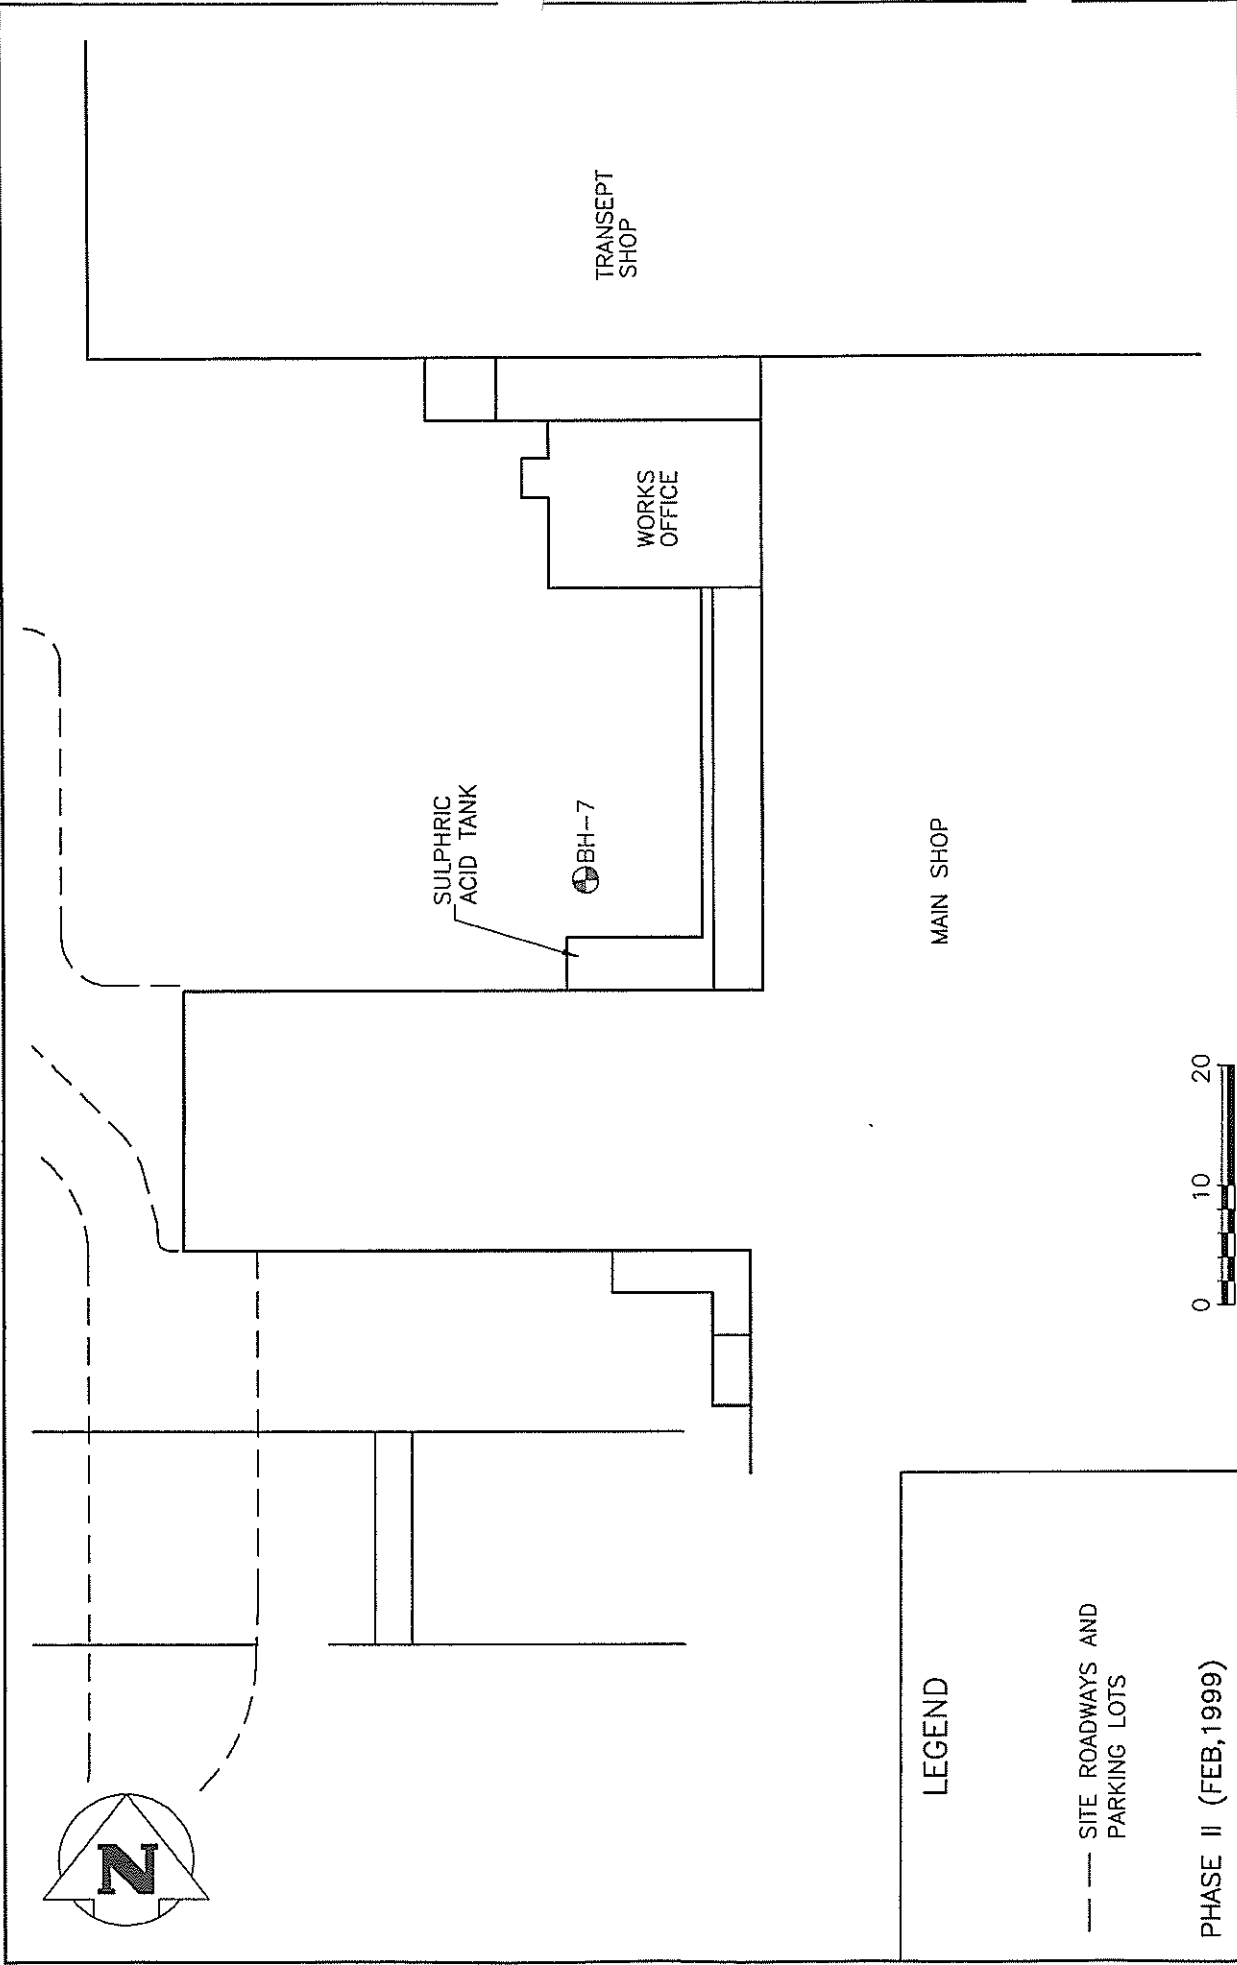 N
SULPHRIC
ACID TANK
BH-7
WORKS
OFFICE
TRANSEPT
SHOP
MAIN SHOP
LEGEND
SITE ROADWAYS AND
PARKING LOTS
PHASE II (FEB,1999)
0 10 20